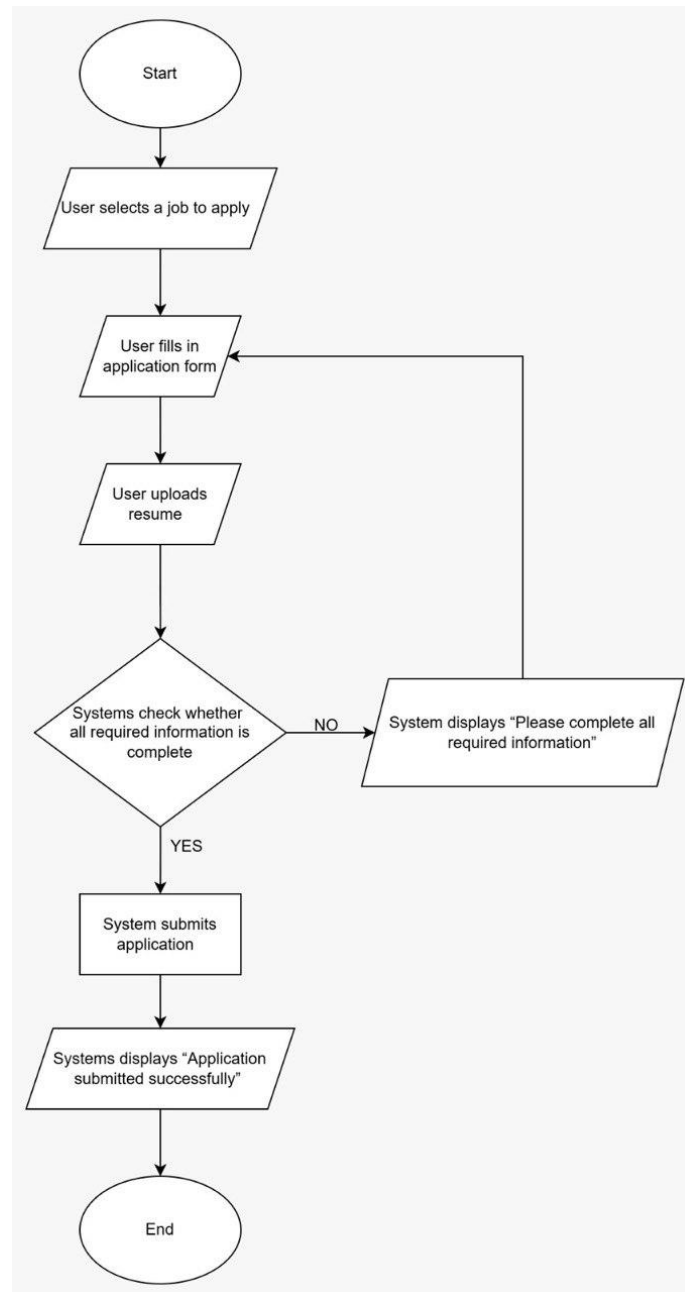 Start
User selects a job to apply
User fills in
application form
User uploads
resume
Systems check whether
all required information is
complete
NO
System displays “Please complete all
required information”
YES
System submits
application
Systems displays “Application
submitted successfully”
End